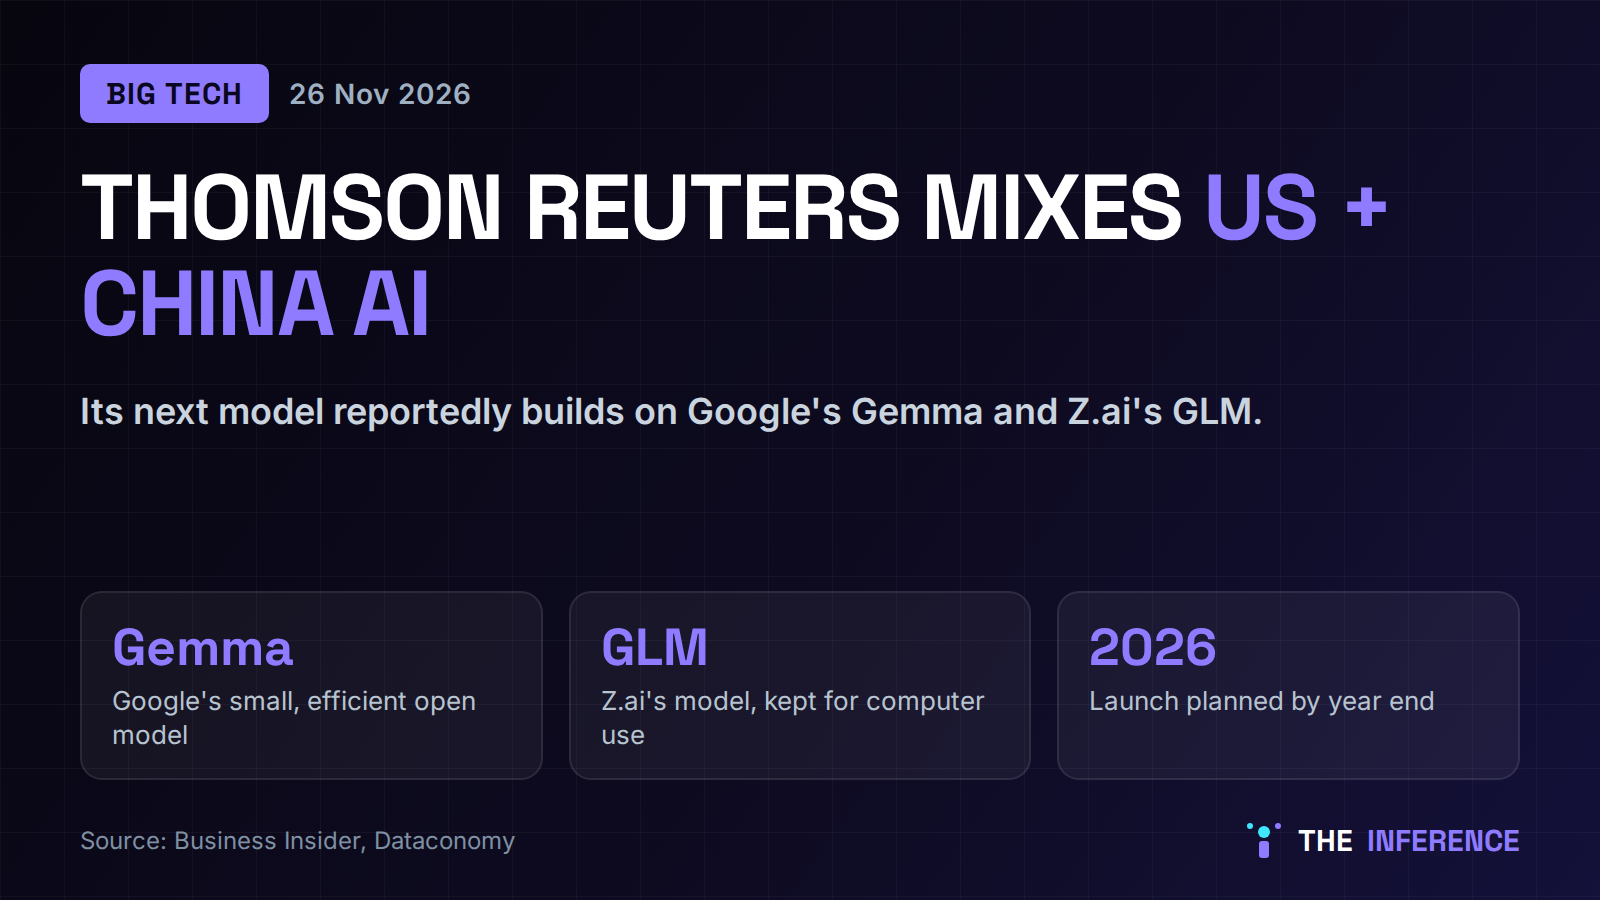 BIG TECH 26 Nov 2026
THOMSON REUTERS MIXES US +
CHINA AI
Its next model reportedly builds on Google's Gemma and Z.ai's GLM.
Gemma
Google's small, efficient open
model
GLM
Z.ai's model, kept for computer
use
2026
Launch planned by year end
Source: Business Insider, Dataconomy
THE INFERENCE